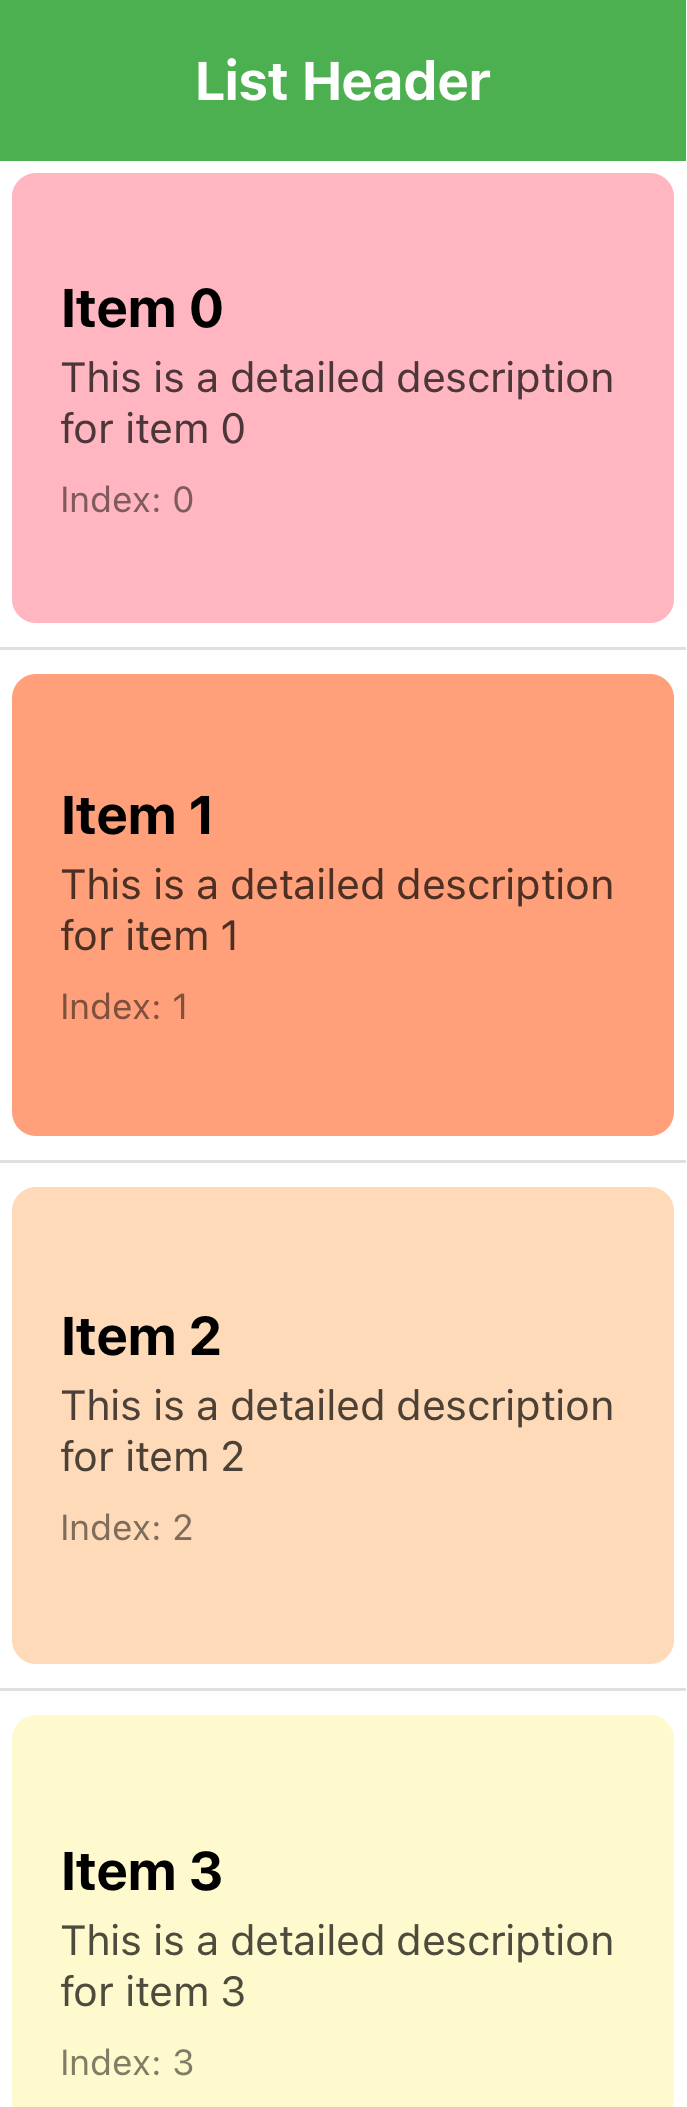 List Header
Item 0
This is a detailed description
for item 0
Index: 0
Item 1
This is a detailed description
for item 1
Index: 1
Item 2
This is a detailed description
for item 2
Index: 2
Item 3
This is a detailed description
for item 3
Index: 3